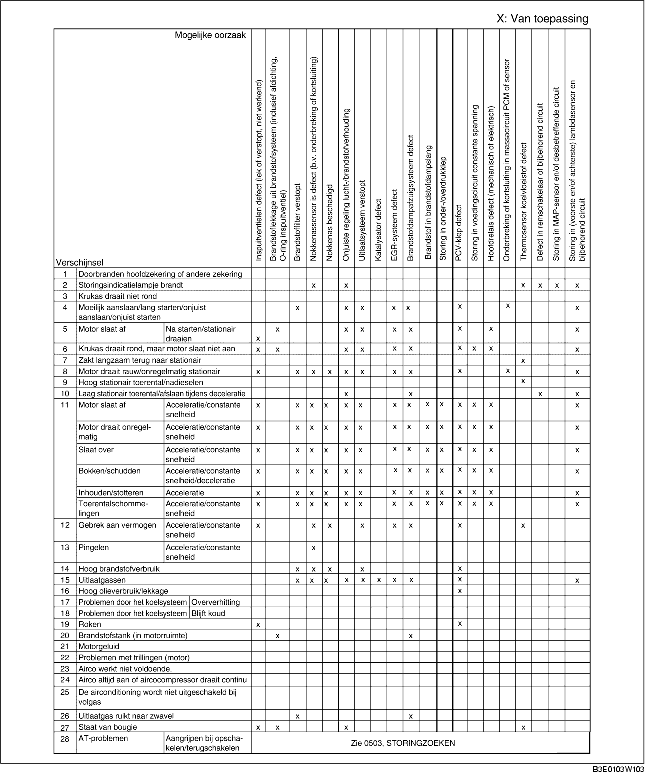 X: Van toepassing
Mogelijke oorzaak
Verschijnsel
Inspuitventielen defect (lek of verstopt, niet werkend)
Brandstoflekkage uit brandstofsysteem (inclusief afdichting,
O-ring inspuitventiel)
Brandstoffilter verstopt
Nokkenassensor is defect (b.v. onderbreking of kortsluiting)
Nokkenas beschadigd
Onjuiste regeling lucht-/brandstofverhouding
Uitlaatsysteem verstopt
Katalysator defect
EGR-systeem defect
Brandstofdampafzuigsysteem defect
Brandstof in brandstofdampslang
Storing in onder-/overdrukklep
PCV-klep defect
Storing in voedingscircuit constante spanning
Hoofdrelais defect (mechanisch of elektrisch)
Onderbreking of kortsluiting in massacircuit PCM of sensor
Thermosensor koelvloeistof defect
Defect in remschakelaar of bijbehorend circuit
Storing in MAP-sensor en/of desbetreffende circuit
Storing in (voorste en/of achterste) lambdasensor en
bijbehorend circuit
1 Doorbranden hoofdzekering of andere zekering
2 Storingsindicatielampje brandt x x x x x x
3 Krukas draait niet rond
4 Moeilijk aanslaan/lang starten/onjuist
aanslaan/onjuist starten x x x x x x x x
5 Motor slaat af Na starten/stationair
draaien x x x x x x x x x
6 Krukas draait rond, maar motor slaat niet aan x x x x x x x x x x
7 Zakt langzaam terug naar stationair x
8 Motor draait rauw/onregelmatig stationair x x x x x x x x x x x
9 Hoog stationair toerental/nadieselen x
10 Laag stationair toerental/afslaan tijdens deceleratie x x x x
11 Motor slaat af Acceleratie/constante
snelheid x x x x x x x x x x x x x x
Motor draait onregel-
matig Acceleratie/constante
snelheid x x x x x x x x x x x x x x
Slaat over Acceleratie/constante
snelheid x x x x x x x x x x x x x x
Bokken/schudden Acceleratie/constante
snelheid/deceleratie x x x x x x x x x x x x x x
Inhouden/stotteren Acceleratie x x x x x x x x x x x x x x
Toerentalschomme-
lingen Acceleratie/constante
snelheid x x x x x x x x x x x x x x
12 Gebrek aan vermogen Acceleratie/constante
snelheid x x x x x x x x
13 Pingelen Acceleratie/constante
snelheid x
14 Hoog brandstofverbruik x x x x x
15 Uitlaatgassen x x x x x x x x x x
16 Hoog olieverbruik/lekkage x
17 Problemen door het koelsysteem Oververhitting
18 Problemen door het koelsysteem Blijft koud
19 Roken x x
20 Brandstofstank (in motorruimte) x x
21 Motorgeluid
22 Problemen met trillingen (motor)
23 Airco werkt niet voldoende.
24 Airco altijd aan of aircocompressor draait continu
25 De airconditioning wordt niet uitgeschakeld bij
volgas
26 Uitlaatgas ruikt naar zwavel x x
27 Staat van bougie x x x x
28 AT-problemen Aangrijpen bij opscha-
kelen/terugschakelen Zie 0503, STORINGZOEKEN
B3E0103W103